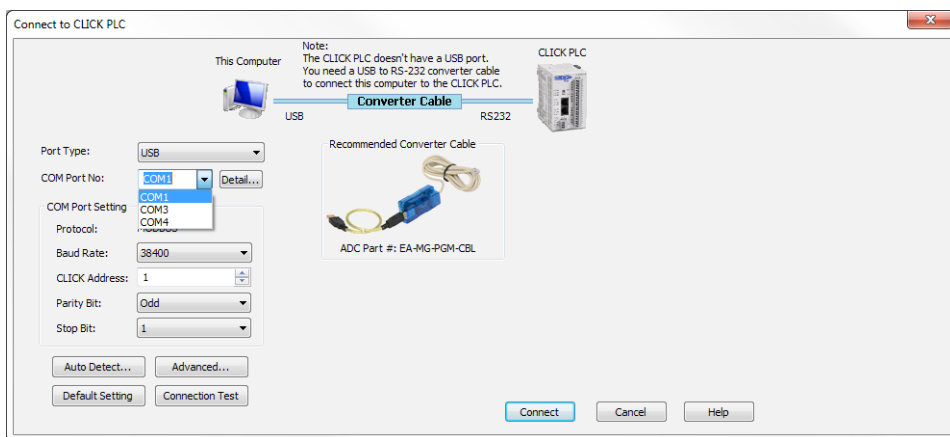 Connect to CLICK PLC
Note:
The CLICK PLC doesn't have a USB port.
You need a USB to RS-232 converter cable
to connect this computer to the CLICK PLC.
This Computer
CLICK PLC
Converter Cable
USB
RS232
Port Type:
USB
Recommended Converter Cable
COM Port No:
COM1
Detail...
COM1
COM3
COM4
COM Port Setting
Protocol:
Baud Rate:
38400
ADC Part #: EA-MG-PGM-CBL
CLICK Address:
1
Parity Bit:
Odd
Stop Bit:
1
Auto Detect...
Advanced...
Default Setting
Connection Test
Connect
Cancel
Help